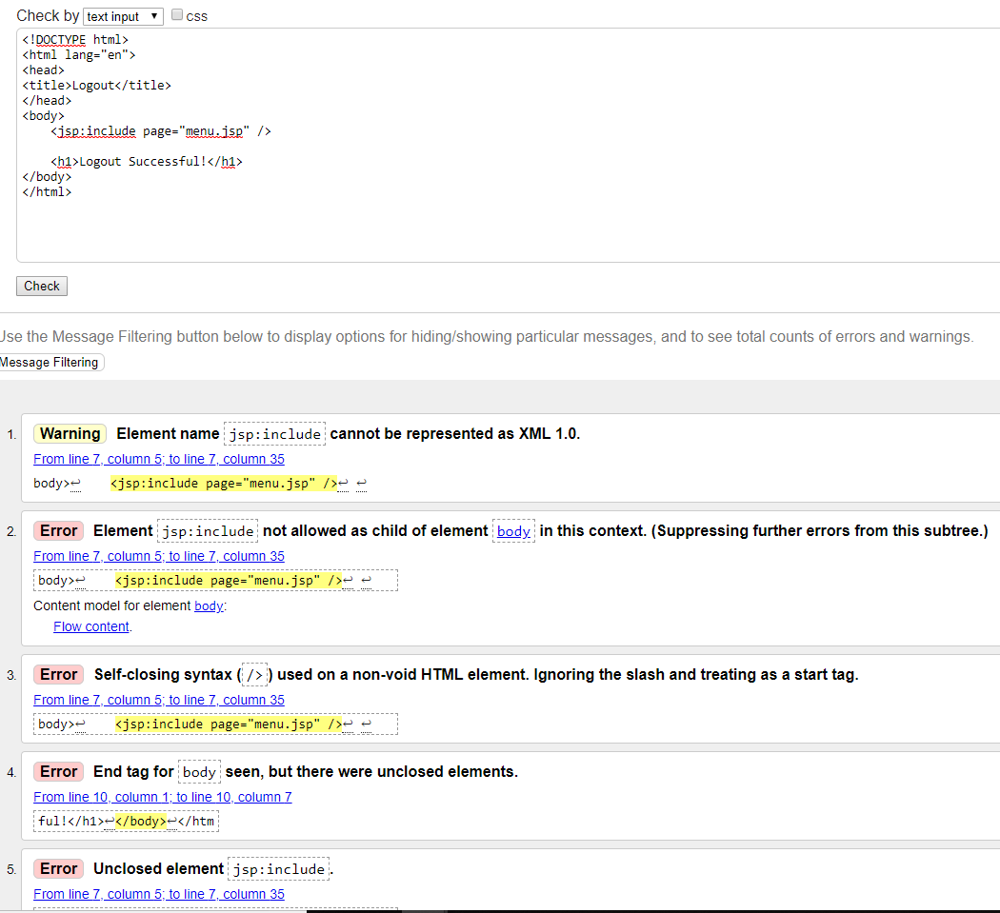 Check by text input ▼ css
<!DOCTYPE html>
<html lang="en">
<head>
<title>Logout</title>
</head>
<body>
    <jsp:include page="menu.jsp" />
    <h1>Logout Successful!</h1>
</body>
</html>
Check
Use the Message Filtering button below to display options for hiding/showing particular messages, and to see total counts of errors and warnings.
Message Filtering
1. Warning Element name jsp:include cannot be represented as XML 1.0.
From line 7, column 5; to line 7, column 35
body>↩    <jsp:include page="menu.jsp" />↩ ↩
2. Error Element jsp:include not allowed as child of element body in this context. (Suppressing further errors from this subtree.)
From line 7, column 5; to line 7, column 35
body>↩    <jsp:include page="menu.jsp" />↩ ↩
Content model for element body:
Flow content.
3. Error Self-closing syntax (/>) used on a non-void HTML element. Ignoring the slash and treating as a start tag.
From line 7, column 5; to line 7, column 35
body>↩    <jsp:include page="menu.jsp" />↩ ↩
4. Error End tag for body seen, but there were unclosed elements.
From line 10, column 1; to line 10, column 7
ful!</h1>↩</body>↩</htm
5. Error Unclosed element jsp:include.
From line 7, column 5; to line 7, column 35